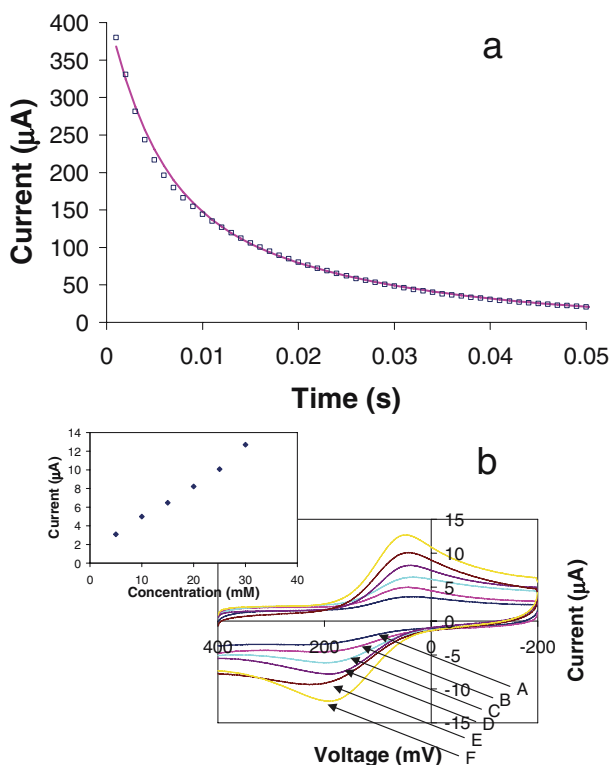 a
Current (µA)
400
350
300
250
200
150
100
50
0
0 0.01 0.02 0.03 0.04 0.05
Time (s)
b
Current (µA)
14
12
10
8
6
4
2
0
0 10 20 30 40
Concentration (mM)
15
10
5
0
-5
-10
-15
400 200 0 -200
Current (µA)
Voltage (mV)
A
B
C
D
E
F